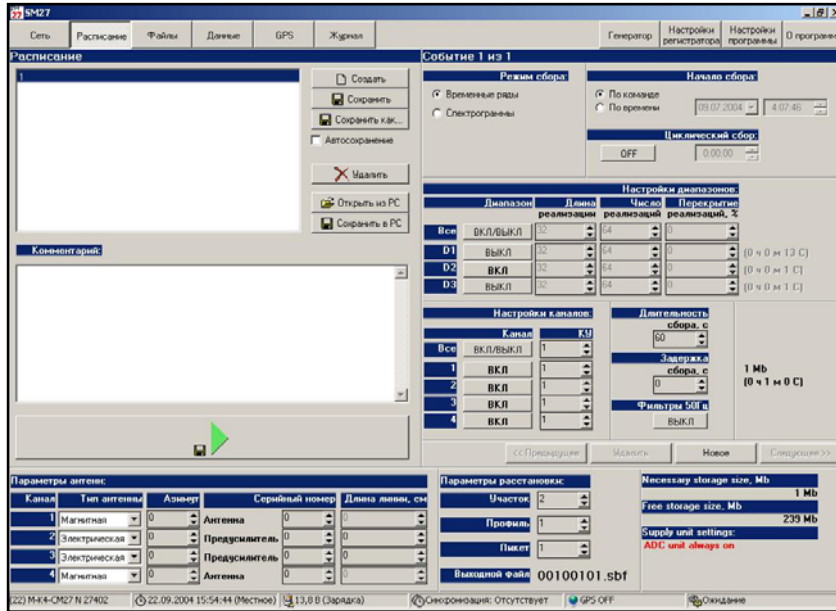 SM27
Сеть Расписание Файлы Данные GPS Журнал Генератор Настройки регистратора Настройки программы О программе
Расписание
1
Создать
Сохранить
Сохранить как...
Автосохранение
Удалить
Открыть из PC
Сохранить в PC
Комментарий:
Событие 1 из 1
Режим сбора:
Временные ряды
Спектрограммы
Начало сбора:
По команде
По времени 09.07.2004 4:07:46
Циклический сбор:
OFF 0:00:00
Настройки диапазонов:
Диапазон Длина реализации Число реализаций Перекрытие реализаций, %
Все ВКЛ/ВЫКЛ 32 64 0
D1 ВЫКЛ 32 64 0 (0 ч 0 м 13 С)
D2 ВКЛ 32 64 0 (0 ч 0 м 1 С)
D3 ВЫКЛ 32 64 0 (0 ч 0 м 1 С)
Настройки каналов:
Канал КУ
Все ВКЛ/ВЫКЛ 1
1 ВКЛ 1
2 ВКЛ 1
3 ВКЛ 1
4 ВКЛ 1
Длительность сбора, с
60
Задержка сбора, с
0
Фильтры 50Гц
ВЫКЛ
1 Mb
(0 ч 1 м 0 С)
<< Предыдущее Удалить Новое Следующее >>
Параметры антенн:
Канал Тип антенны Азимут Серийный номер Длина линии, см
1 Магнитная 0 Антенна 0 0
2 Электрическая 0 Предусилитель 0 0
3 Электрическая 0 Предусилитель 0 0
4 Магнитная 0 Антенна 0 0
Параметры расстановки:
Участок 2
Профиль 1
Пикет 1
Выходной файл 00100101.sbf
Necessary storage size, Mb
1 Mb
Free storage size, Mb
239 Mb
Supply unit settings:
ADC unit always on
(22) М-К4-СМ27 N 27402 22.09.2004 15:54:44 (Местное) 13,8 В (Зарядка) Синхронизация: Отсутствует GPS OFF Ожидание